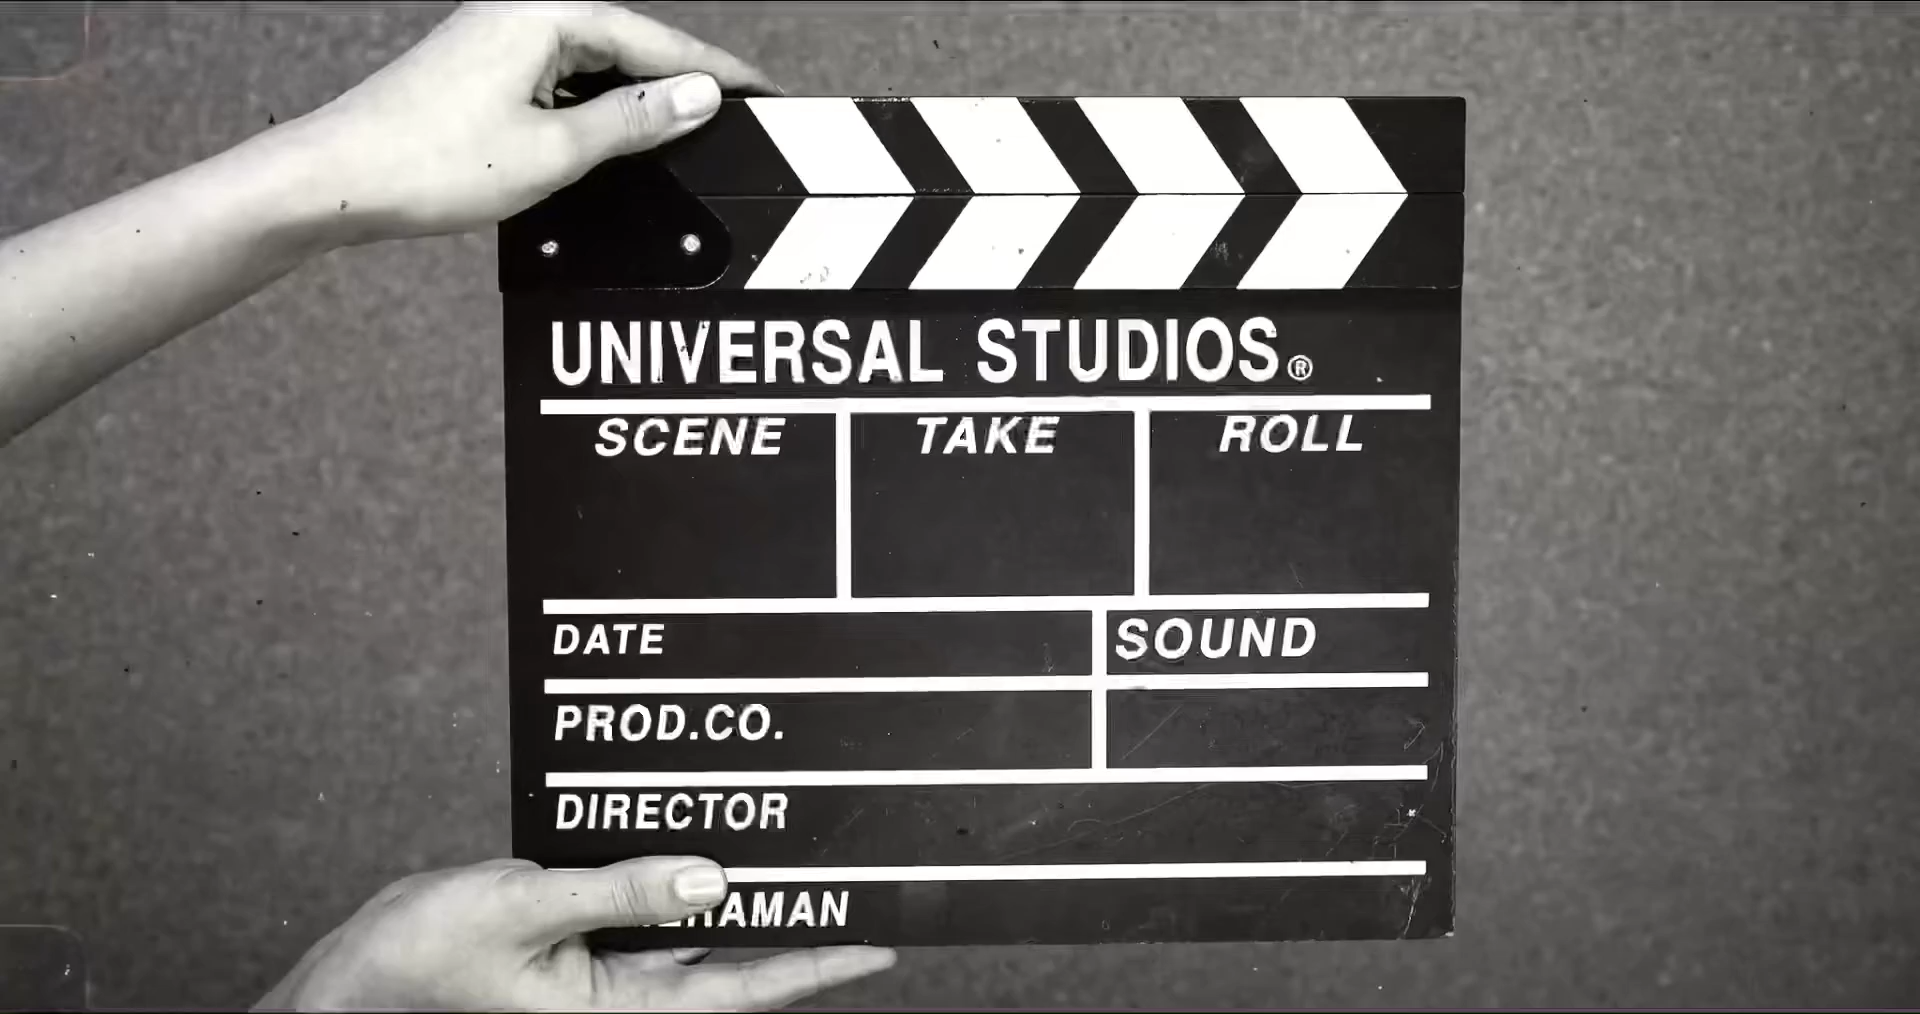 UNIVERSAL STUDIOS®
SCENE TAKE ROLL
DATE SOUND
PROD.CO.
DIRECTOR